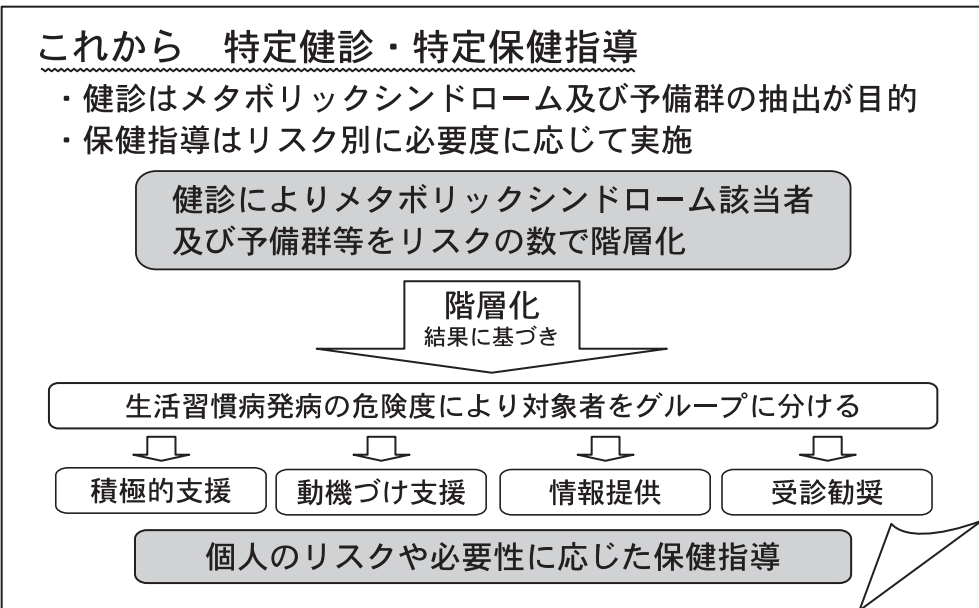 これから　特定健診・特定保健指導
・健診はメタボリックシンドローム及び予備群の抽出が目的
・保健指導はリスク別に必要度に応じて実施
健診によりメタボリックシンドローム該当者
及び予備群等をリスクの数で階層化
階層化
結果に基づき
生活習慣病発病の危険度により対象者をグループに分ける
積極的支援
動機づけ支援
情報提供
受診勧奨
個人のリスクや必要性に応じた保健指導